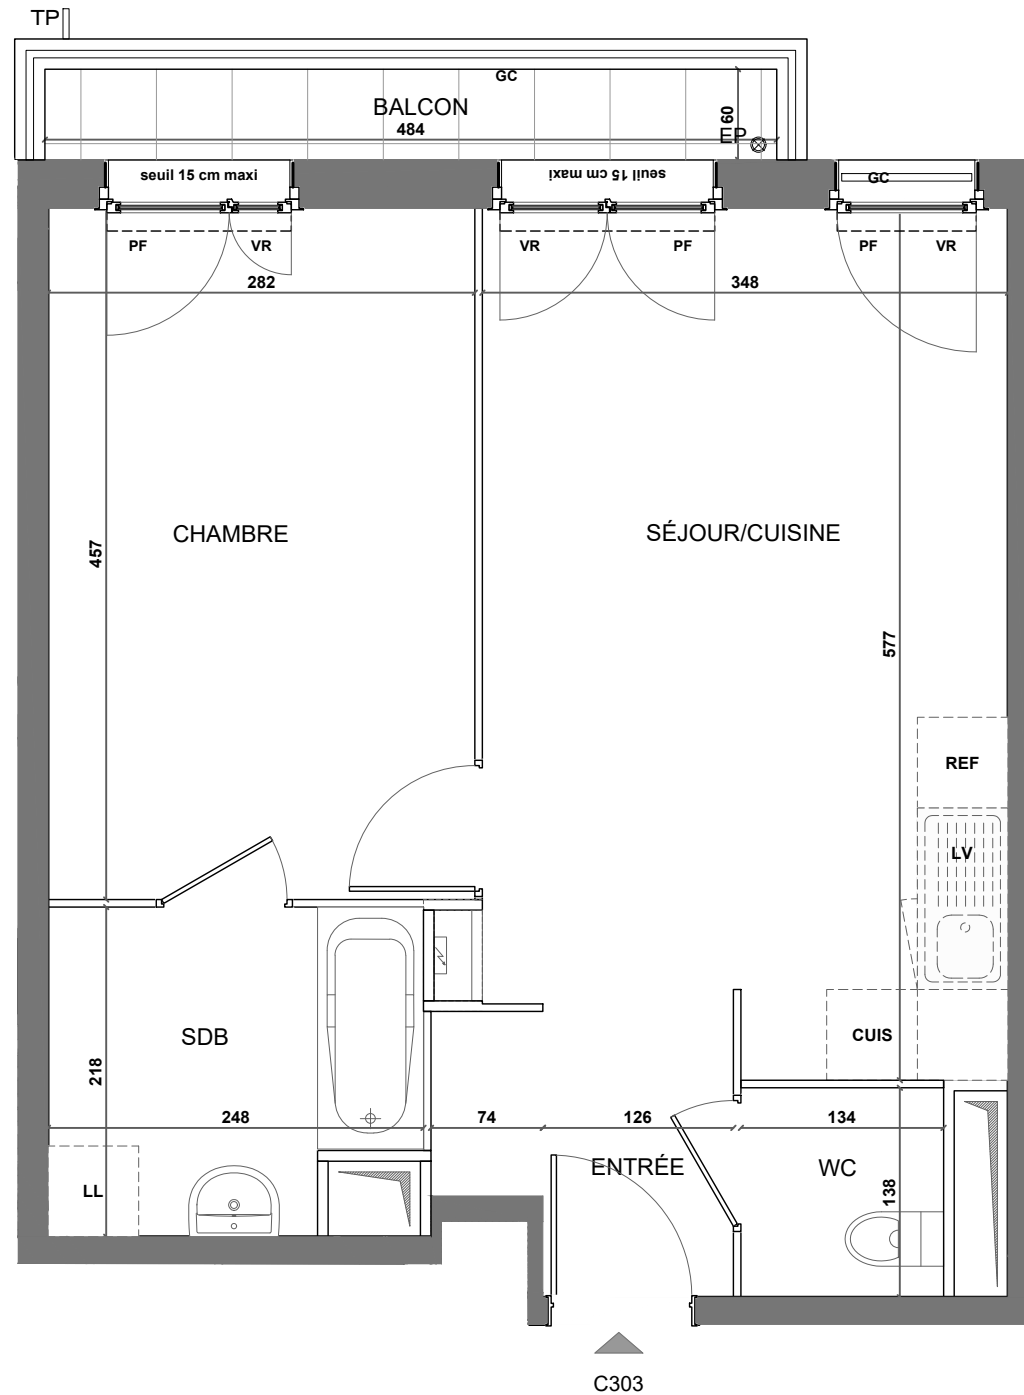 TP
GC
BALCON
484
160
EP
seuil 15 cm maxi
seuil 15 cm maxi
GC
PF
VR
VR
PF
PF
VR
282
348
457
CHAMBRE
SÉJOUR/CUISINE
577
REF
LV
SDB
CUIS
218
248
74
126
134
ENTRÉE
WC
LL
138
C303